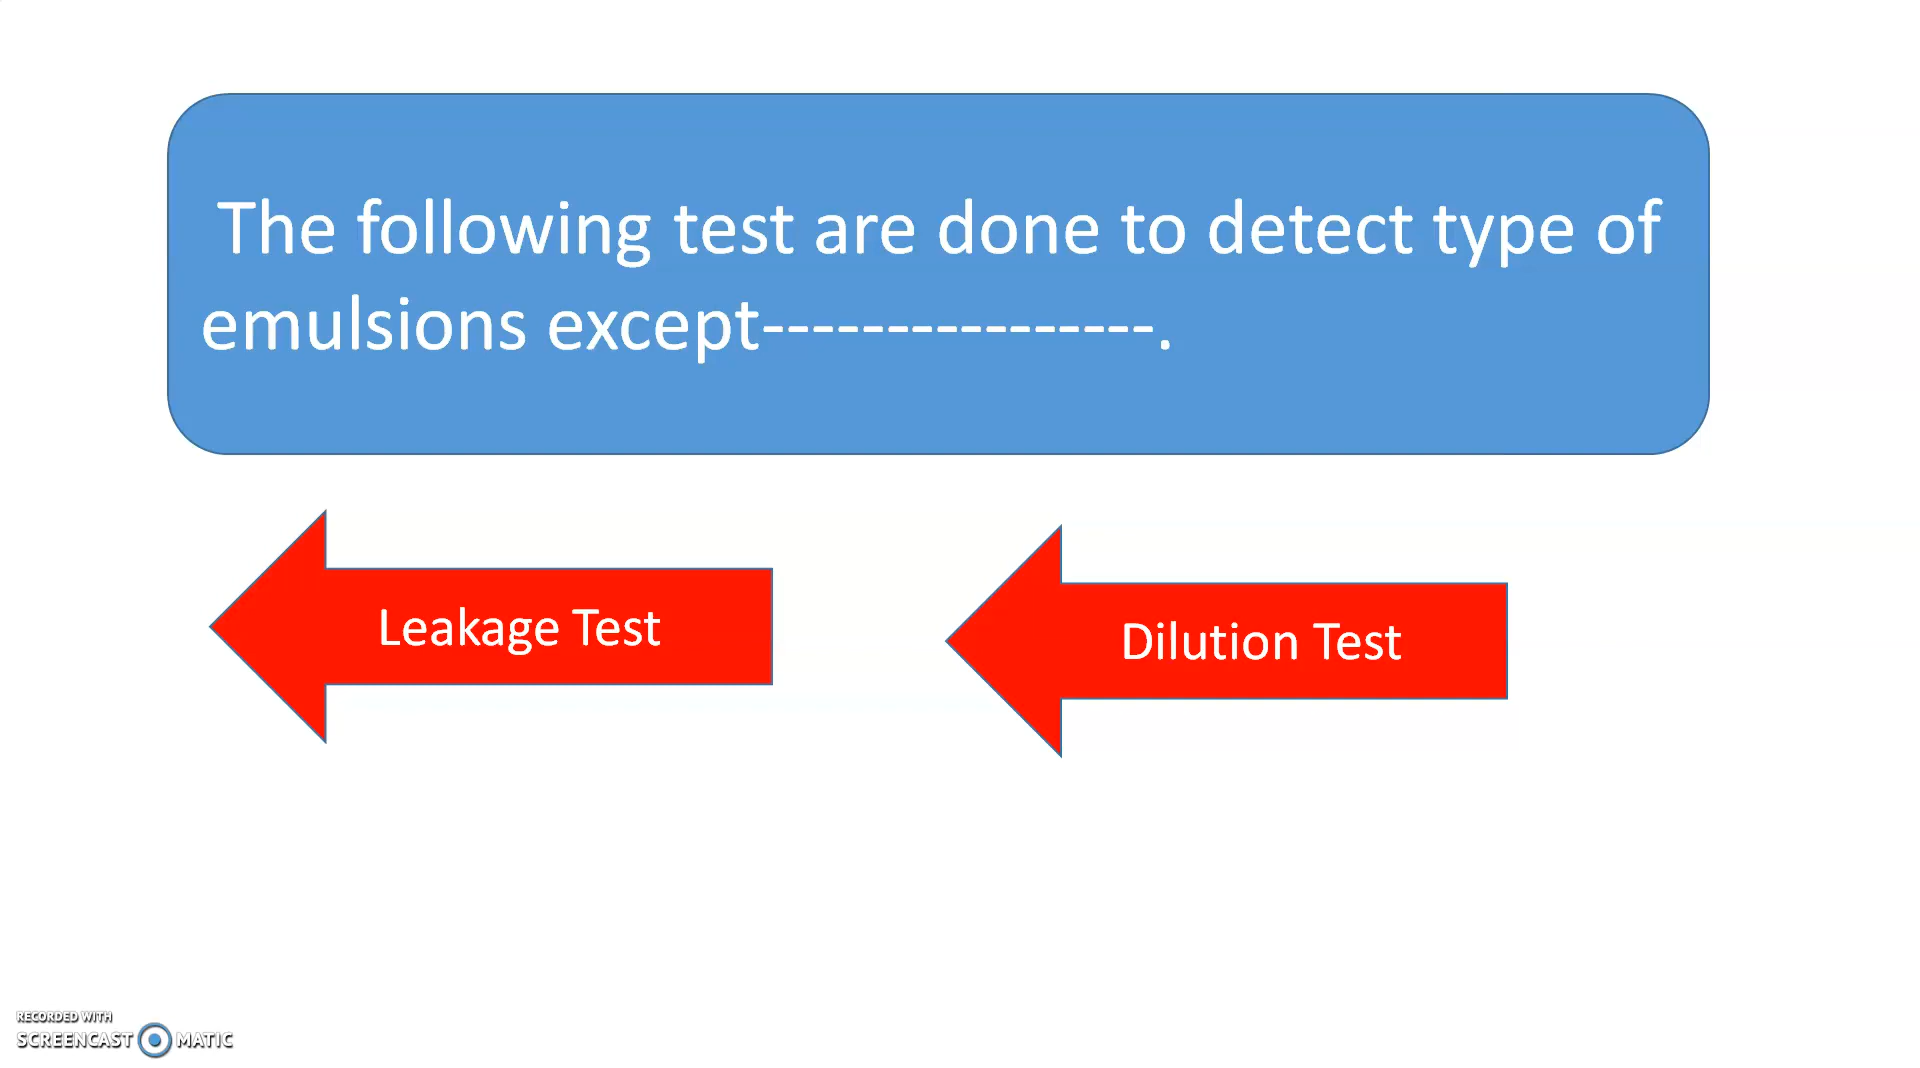 The following test are done to detect type of
emulsions except----------------.
Leakage Test
Dilution Test
RECORDED WITH
SCREENCAST MATIC